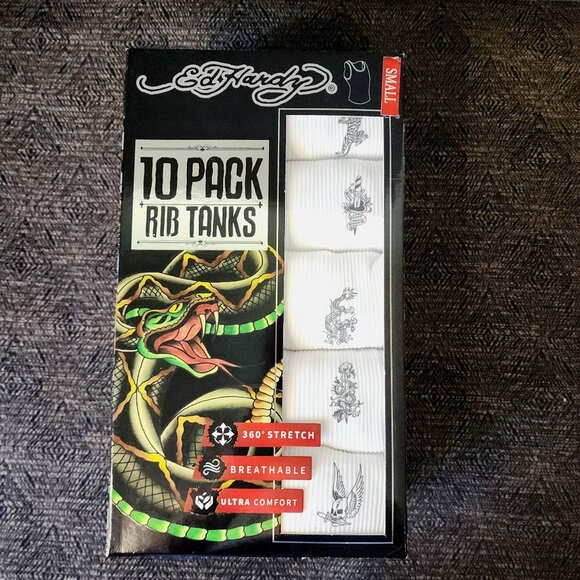 Ed Hardy®
SMALL
10 PACK
RIB TANKS
360° STRETCH
BREATHABLE
ULTRA COMFORT